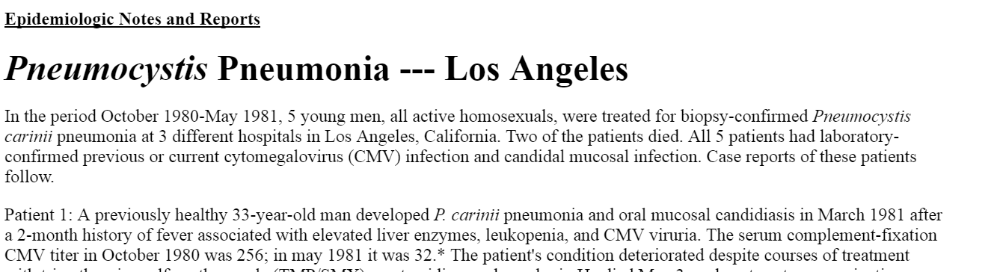 Epidemiologic Notes and Reports
Pneumocystis Pneumonia --- Los Angeles
In the period October 1980-May 1981, 5 young men, all active homosexuals, were treated for biopsy-confirmed Pneumocystis
carinii pneumonia at 3 different hospitals in Los Angeles, California. Two of the patients died. All 5 patients had laboratory-
confirmed previous or current cytomegalovirus (CMV) infection and candidal mucosal infection. Case reports of these patients
follow.
Patient 1: A previously healthy 33-year-old man developed P. carinii pneumonia and oral mucosal candidiasis in March 1981 after
a 2-month history of fever associated with elevated liver enzymes, leukopenia, and CMV viruria. The serum complement-fixation
CMV titer in October 1980 was 256; in may 1981 it was 32.* The patient's condition deteriorated despite courses of treatment